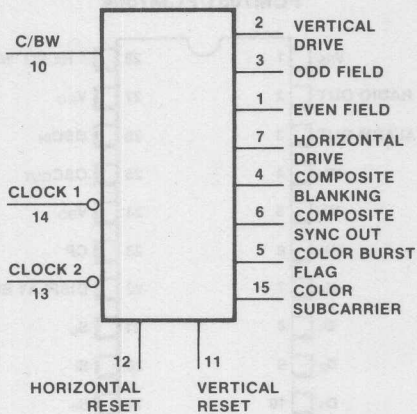 C/BW
10
CLOCK 1
14
CLOCK 2
13
2 VERTICAL
DRIVE
3 ODD FIELD
1 EVEN FIELD
7 HORIZONTAL
DRIVE
4 COMPOSITE
BLANKING
6 COMPOSITE
SYNC OUT
5 COLOR BURST
FLAG
15 COLOR
SUBCARRIER
12 11
HORIZONTAL VERTICAL
RESET RESET